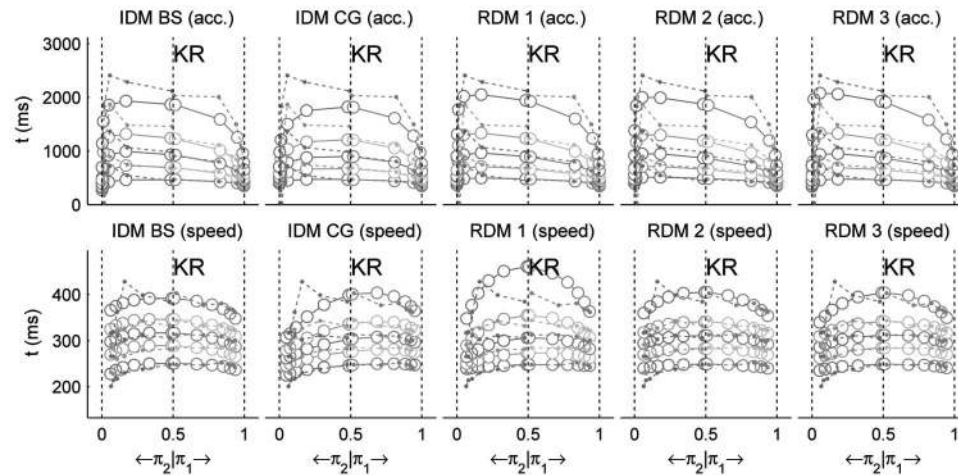 IDM BS (acc.) IDM CG (acc.) RDM 1 (acc.) RDM 2 (acc.) RDM 3 (acc.)
3000 KR KR KR KR KR
2000
t (ms)
1000
0
IDM BS (speed) IDM CG (speed) RDM 1 (speed) RDM 2 (speed) RDM 3 (speed)
KR KR KR KR KR
400
t (ms)
300
200
0 0.5 1 0 0.5 1 0 0.5 1 0 0.5 1 0 0.5 1
←π₂|π₁→ ←π₂|π₁→ ←π₂|π₁→ ←π₂|π₁→ ←π₂|π₁→